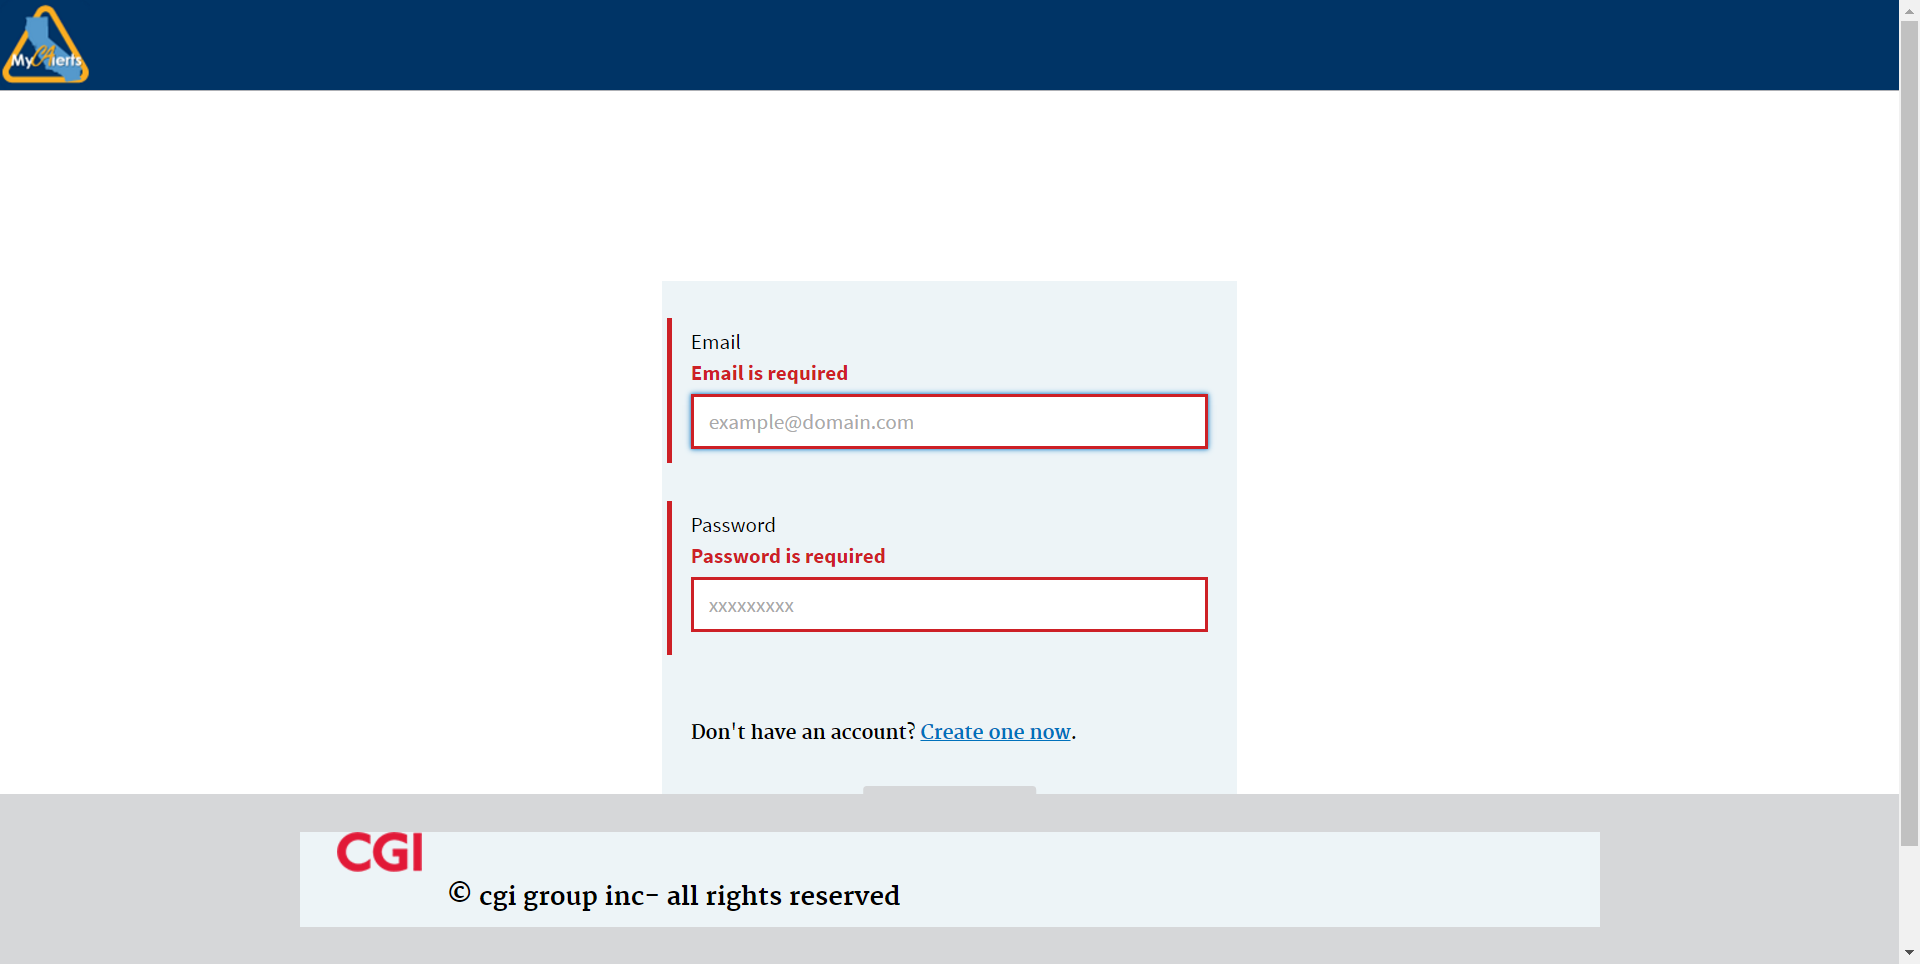 MyCAlerts
Email
Email is required
example@domain.com
Password
Password is required
xxxxxxxxx
Don't have an account? Create one now.
CGI
© cgi group inc- all rights reserved